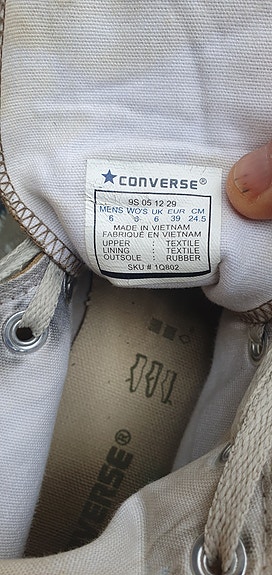 ★CONVERSE®
9S 05 12 29
MENS WO'S UK EUR CM
6 8 6 39 24.5
MADE IN VIETNAM
FABRIQUÉ EN VIETNAM
UPPER : TEXTILE
LINING : TEXTILE
OUTSOLE : RUBBER
SKU # 1Q802
VERSE®